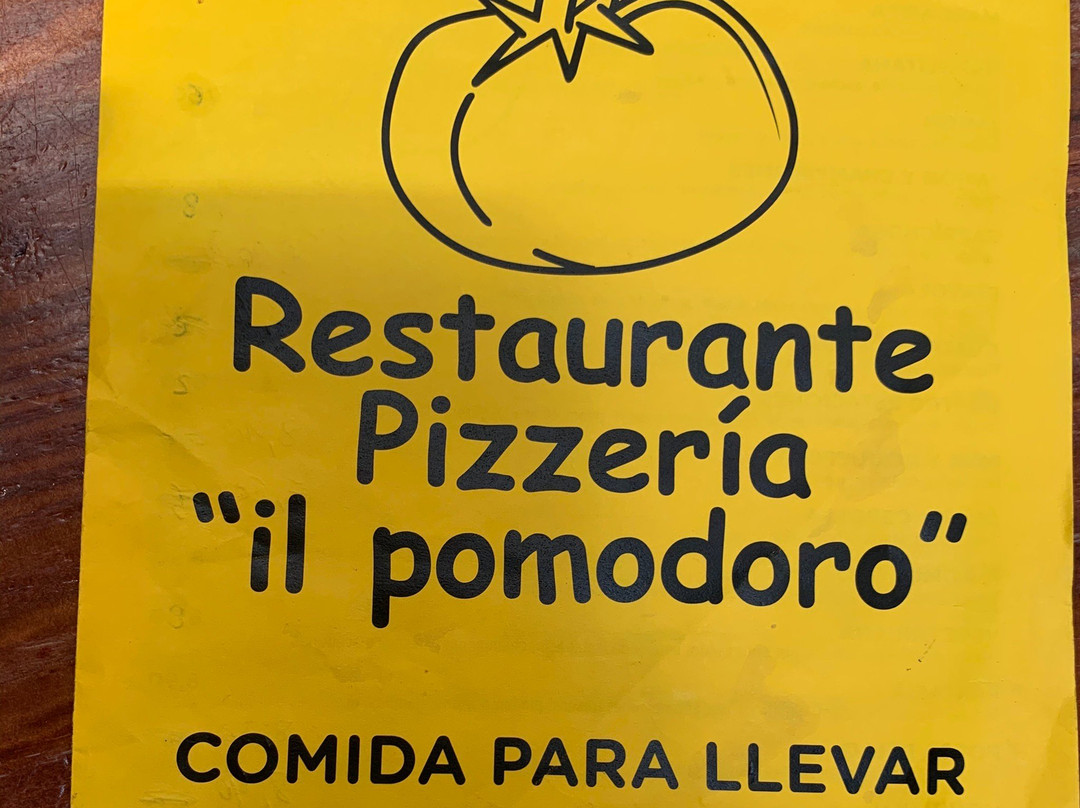 Restaurante
Pizzería
"il pomodoro"
COMIDA PARA LLEVAR